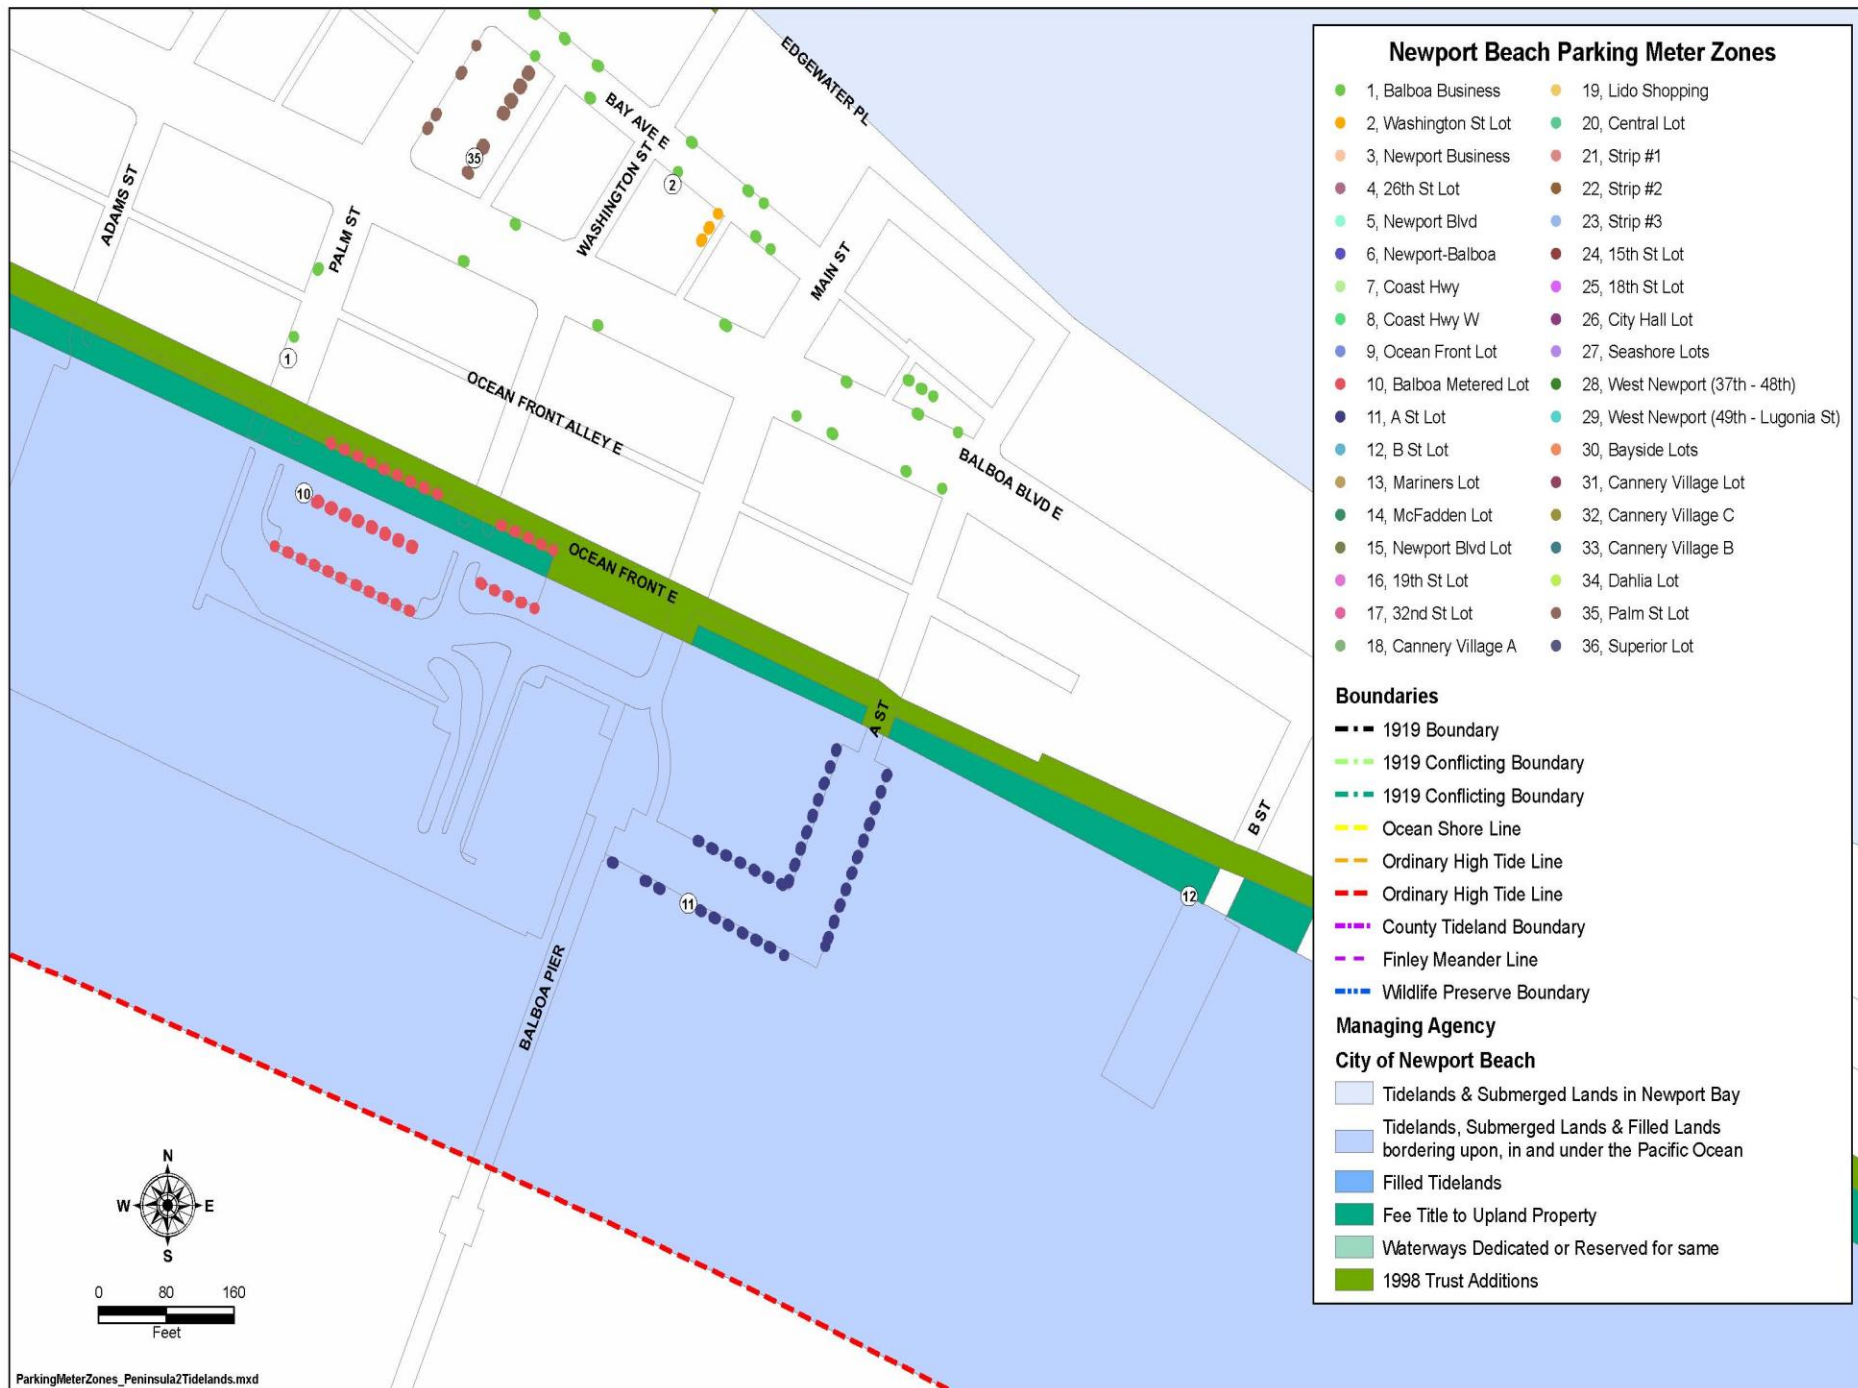 EDGEWATER PL
BAY AVE E
35
ADAMS ST
WASHINGTON ST
2
PALM ST
MAIN ST
1
OCEAN FRONT ALLEY E
BALBOA BLVD E
10
OCEAN FRONT E
A ST
B ST
12
11
BALBOA PIER
N
W
E
S
0 80 160
Feet
ParkingMeterZones_Peninsula2Tidelands.mxd
Newport Beach Parking Meter Zones
1, Balboa Business
2, Washington St Lot
3, Newport Business
4, 26th St Lot
5, Newport Blvd
6, Newport-Balboa
7, Coast Hwy
8, Coast Hwy W
9, Ocean Front Lot
10, Balboa Metered Lot
11, A St Lot
12, B St Lot
13, Mariners Lot
14, McFadden Lot
15, Newport Blvd Lot
16, 19th St Lot
17, 32nd St Lot
18, Cannery Village A
19, Lido Shopping
20, Central Lot
21, Strip #1
22, Strip #2
23, Strip #3
24, 15th St Lot
25, 18th St Lot
26, City Hall Lot
27, Seashore Lots
28, West Newport (37th - 48th)
29, West Newport (49th - Lugonia St)
30, Bayside Lots
31, Cannery Village Lot
32, Cannery Village C
33, Cannery Village B
34, Dahlia Lot
35, Palm St Lot
36, Superior Lot
Boundaries
1919 Boundary
1919 Conflicting Boundary
1919 Conflicting Boundary
Ocean Shore Line
Ordinary High Tide Line
Ordinary High Tide Line
County Tideland Boundary
Finley Meander Line
Wildlife Preserve Boundary
Managing Agency
City of Newport Beach
Tidelands & Submerged Lands in Newport Bay
Tidelands, Submerged Lands & Filled Lands
bordering upon, in and under the Pacific Ocean
Filled Tidelands
Fee Title to Upland Property
Waterways Dedicated or Reserved for same
1998 Trust Additions